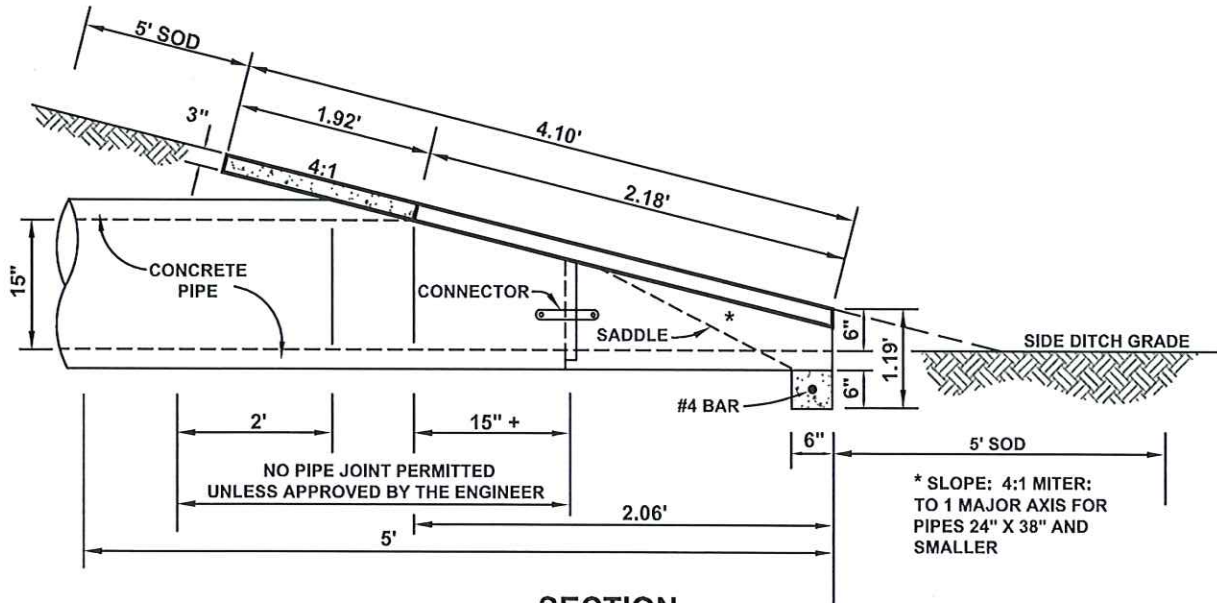 5' SOD
3"
1.92'
4.10'
4:1
2.18'
15"
CONCRETE
PIPE
CONNECTOR
SADDLE
*
6"
1.19'
6"
SIDE DITCH GRADE
#4 BAR
2'
15" +
6"
5' SOD
NO PIPE JOINT PERMITTED
UNLESS APPROVED BY THE ENGINEER
2.06'
5'
* SLOPE: 4:1 MITER:
TO 1 MAJOR AXIS FOR
PIPES 24" X 38" AND
SMALLER